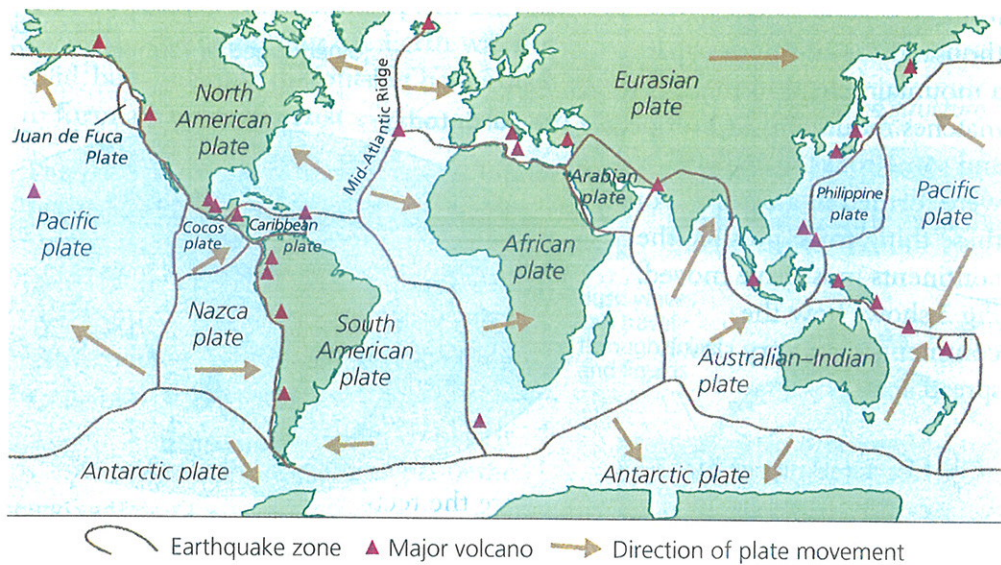 North
American
plate
Juan de Fuca
Plate
Pacific
plate
Cocos
plate
Caribbean
plate
Nazca
plate
South
American
plate
Antarctic plate
Mid-Atlantic Ridge
Eurasian
plate
Arabian
plate
African
plate
Philippine
plate
Pacific
plate
Australian–Indian
plate
Antarctic plate
Earthquake zone
Major volcano
Direction of plate movement